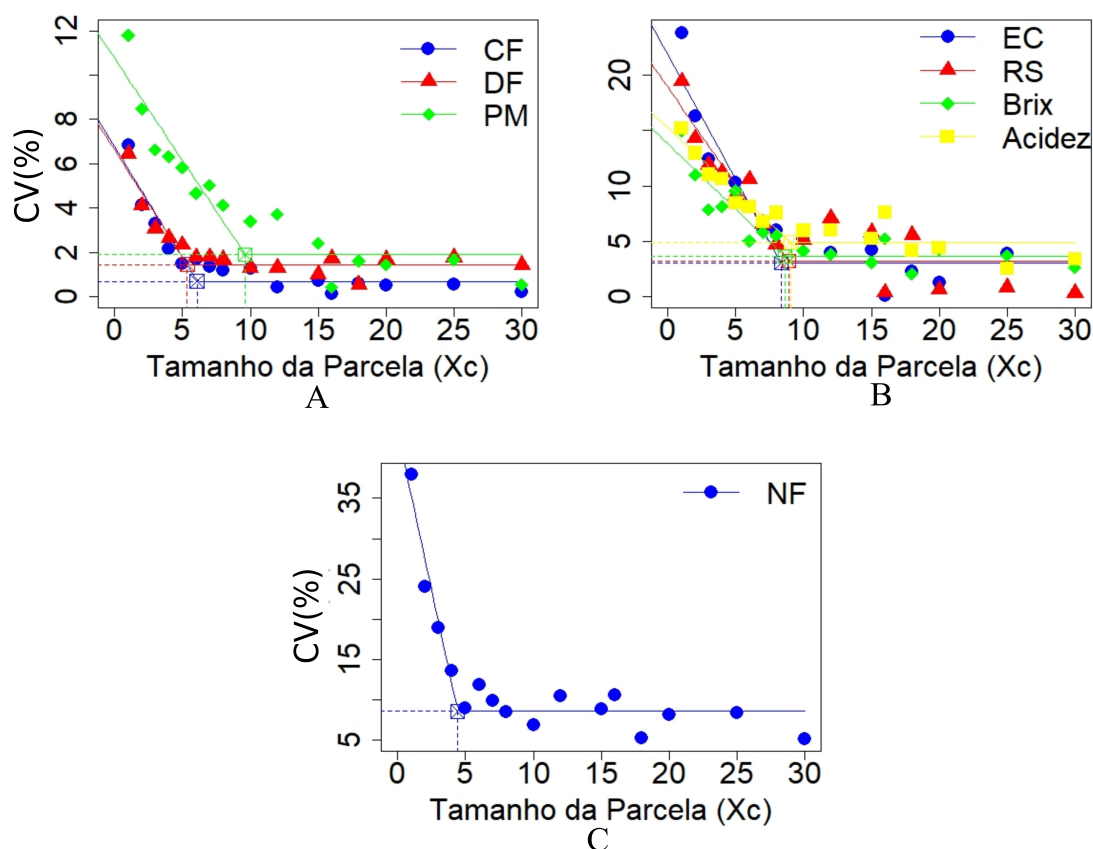 CV(%)
12
8
6
4
2
0
CF
DF
PM
0 5 10 15 20 25 30
Tamanho da Parcela (Xc)
A
20
10
5
0
EC
RS
Brix
Acidez
0 5 10 15 20 25 30
Tamanho da Parcela (Xc)
B
CV(%)
35
25
15
5
NF
0 5 10 15 20 25 30
Tamanho da Parcela (Xc)
C